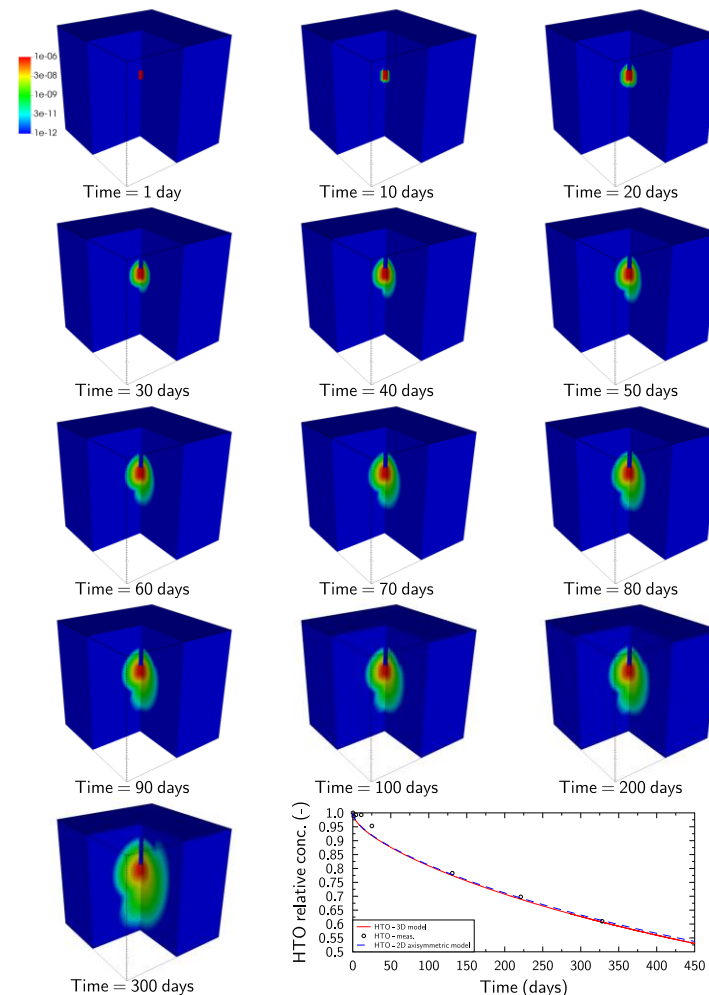 1e-06
3e-08
1e-09
3e-11
1e-12
Time = 1 day
Time = 10 days
Time = 20 days
Time = 30 days
Time = 40 days
Time = 50 days
Time = 60 days
Time = 70 days
Time = 80 days
Time = 90 days
Time = 100 days
Time = 200 days
Time = 300 days
HTO relative conc. (-)
1.0
0.95
0.9
0.85
0.8
0.75
0.7
0.65
0.6
0.55
0.5
HTO – 3D model
HTO – meas.
HTO – 2D axisymmetric model
0 50 100 150 200 250 300 350 400 450
Time (days)